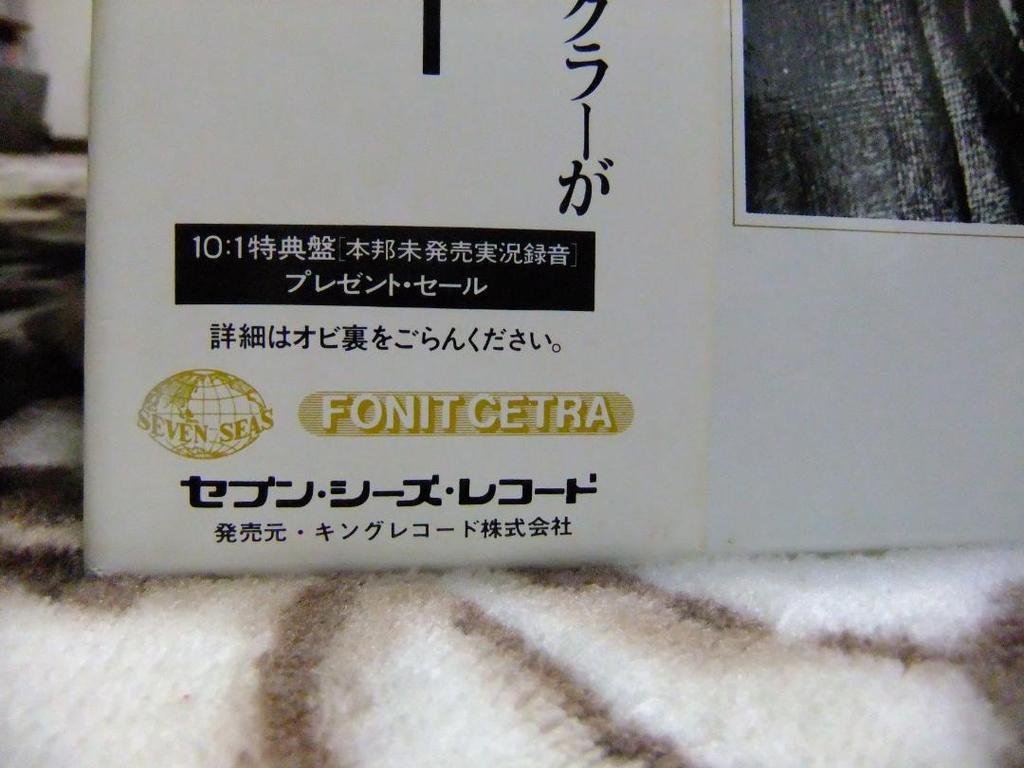 クラーが
10:1特典盤[本邦未発売実況録音]
プレゼント・セール
詳細はオビ裏をごらんください。
SEVEN SEAS
FONIT CETRA
セブン・シーズ・レコード
発売元・キングレコード株式会社